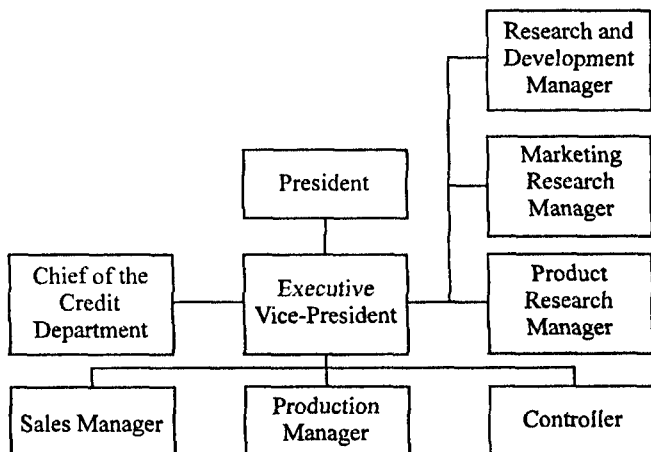 Research and
Development
Manager
Marketing
Research
Manager
President
Chief of the
Credit
Department
Executive
Vice-President
Product
Research
Manager
Sales Manager
Production
Manager
Controller